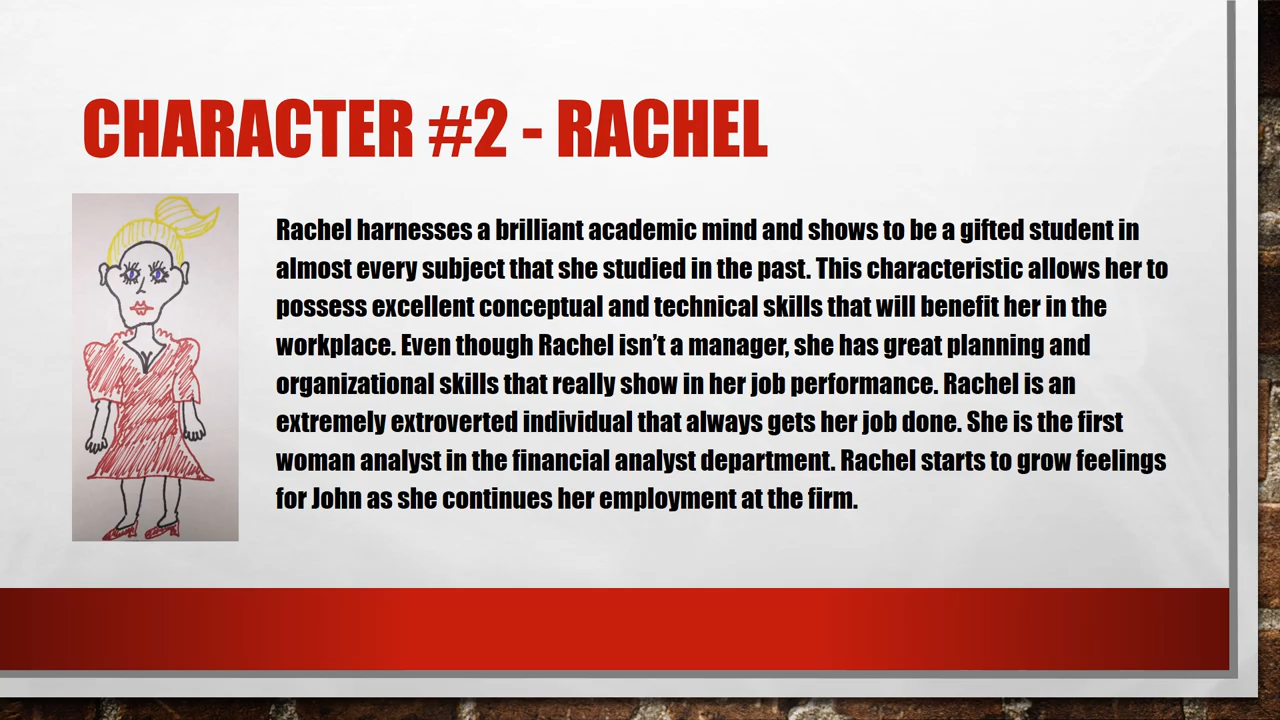 CHARACTER #2 - RACHEL
Rachel harnesses a brilliant academic mind and shows to be a gifted student in
almost every subject that she studied in the past. This characteristic allows her to
possess excellent conceptual and technical skills that will benefit her in the
workplace. Even though Rachel isn’t a manager, she has great planning and
organizational skills that really show in her job performance. Rachel is an
extremely extroverted individual that always gets her job done. She is the first
woman analyst in the financial analyst department. Rachel starts to grow feelings
for John as she continues her employment at the firm.